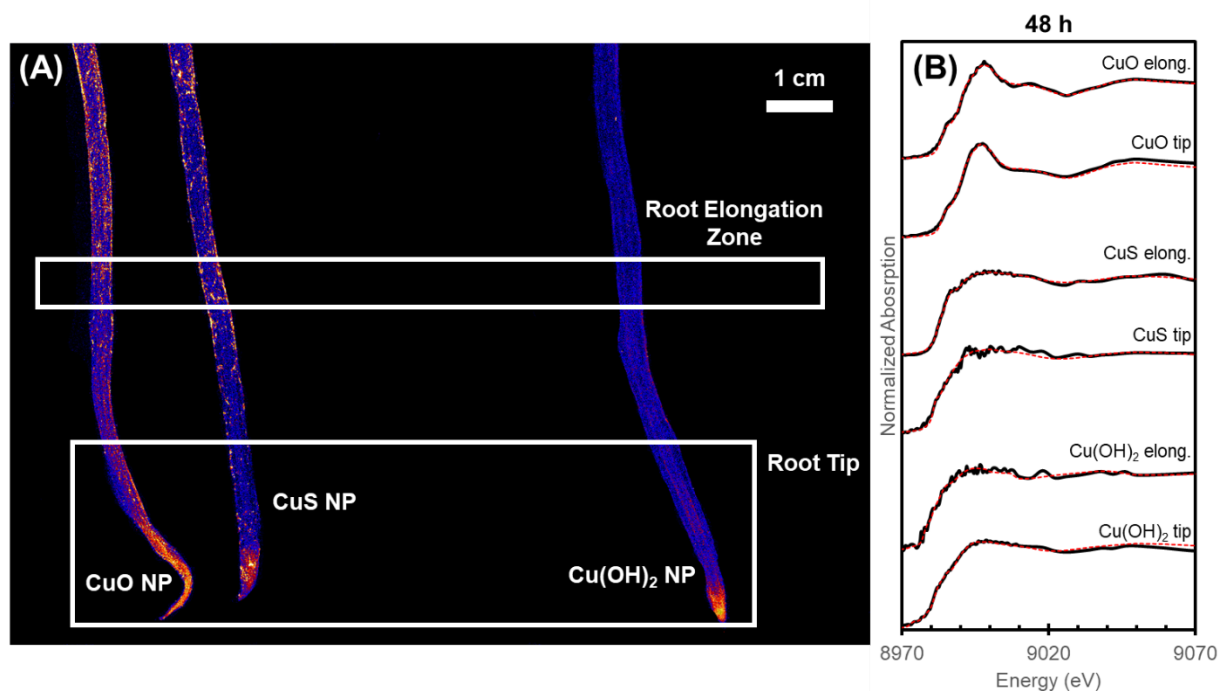 (A)
1 cm
Root Elongation
Zone
Root Tip
CuS NP
CuO NP
Cu(OH)₂ NP
48 h
(B)
CuO elong.
CuO tip
CuS elong.
CuS tip
Cu(OH)₂ elong.
Cu(OH)₂ tip
Normalized Abosrption
8970
9020
9070
Energy (eV)